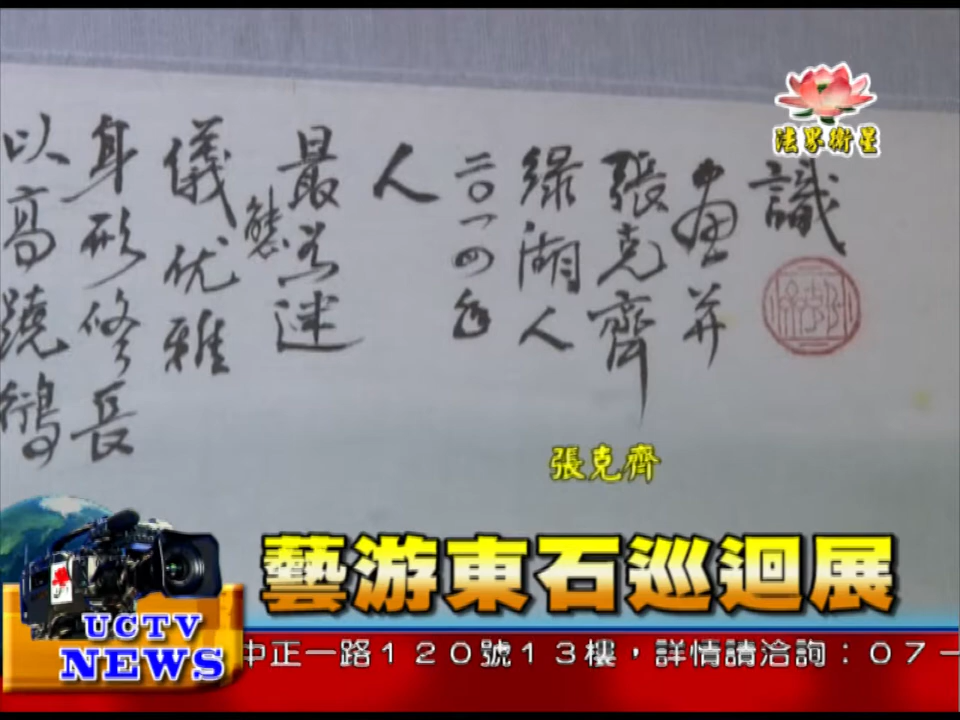 法界衛星
以高蹺鴴
身形修長
儀態优雅
最为迷
人
二〇一四年
綠湖人
張克齊
畫并
識
張克齊
藝游東石巡迴展
UCTV
NEWS
中正一路120號13樓，詳情請洽詢：07-